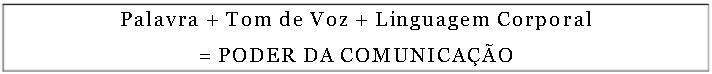 Palavra + Tom de Voz + Linguagem Corporal
= PODER DA COMUNICAÇÃO